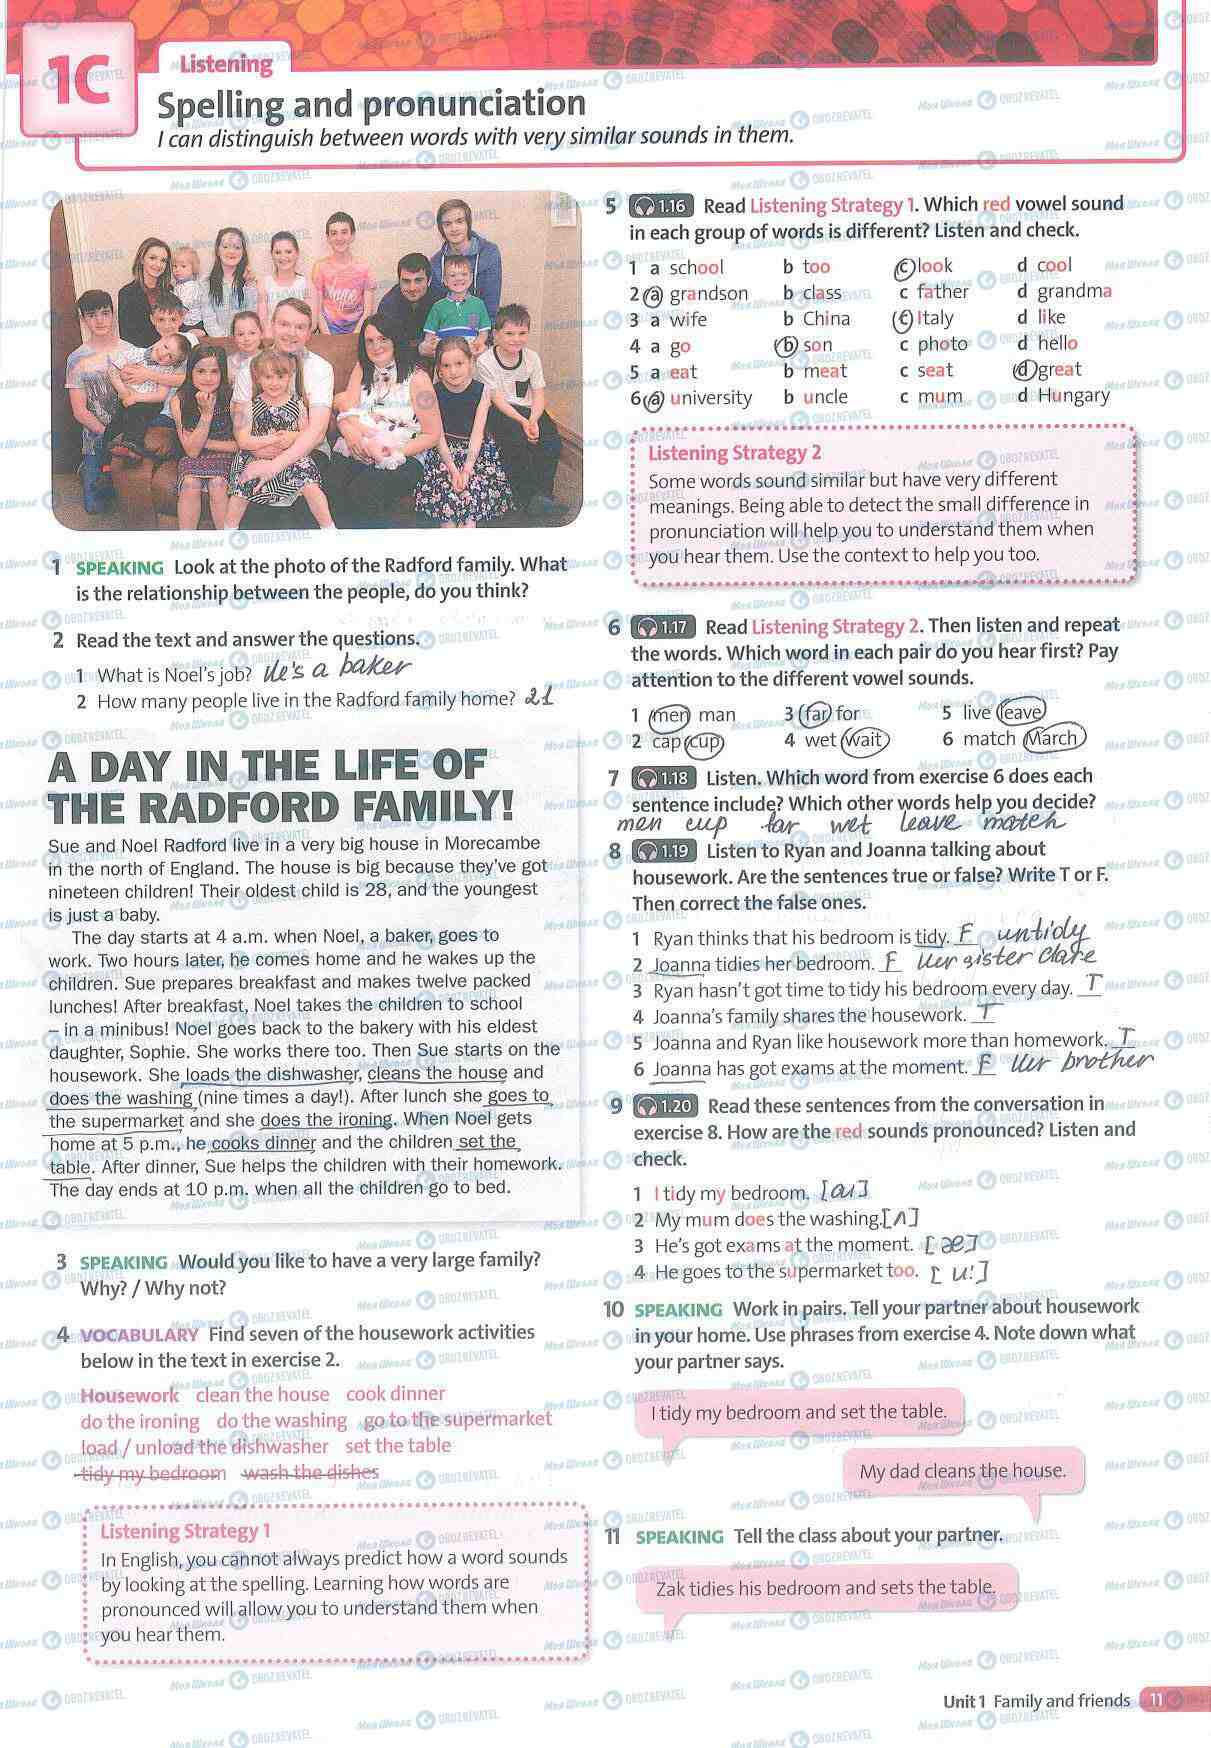 1C
Listening
Spelling and pronunciation
I can distinguish between words with very similar sounds in them.
1 SPEAKING Look at the photo of the Radford family. What
is the relationship between the people, do you think?
2 Read the text and answer the questions.
1 What is Noel's job? He's a baker
2 How many people live in the Radford family home? 21
A DAY IN THE LIFE OF
THE RADFORD FAMILY!
Sue and Noel Radford live in a very big house in Morecambe
in the north of England. The house is big because they've got
nineteen children! Their oldest child is 28, and the youngest
is just a baby.
The day starts at 4 a.m. when Noel, a baker, goes to
work. Two hours later, he comes home and he wakes up the
children. Sue prepares breakfast and makes twelve packed
lunches! After breakfast, Noel takes the children to school
– in a minibus! Noel goes back to the bakery with his eldest
daughter, Sophie. She works there too. Then Sue starts on the
housework. She loads the dishwasher, cleans the house and
does the washing (nine times a day!). After lunch she goes to
the supermarket and she does the ironing. When Noel gets
home at 5 p.m., he cooks dinner and the children set the
table. After dinner, Sue helps the children with their homework.
The day ends at 10 p.m. when all the children go to bed.
3 SPEAKING Would you like to have a very large family?
Why? / Why not?
4 VOCABULARY Find seven of the housework activities
below in the text in exercise 2.
Housework clean the house cook dinner
do the ironing do the washing go to the supermarket
load / unload the dishwasher set the table
tidy my bedroom wash the dishes
Listening Strategy 1
In English, you cannot always predict how a word sounds
by looking at the spelling. Learning how words are
pronounced will allow you to understand them when
you hear them.
5 1.16 Read Listening Strategy 1. Which red vowel sound
in each group of words is different? Listen and check.
1 a school b too c look d cool
2 a grandson b class c father d grandma
3 a wife b China c Italy d like
4 a go b son c photo d hello
5 a eat b meat c seat d great
6 a university b uncle c mum d Hungary
Listening Strategy 2
Some words sound similar but have very different
meanings. Being able to detect the small difference in
pronunciation will help you to understand them when
you hear them. Use the context to help you too.
6 1.17 Read Listening Strategy 2. Then listen and repeat
the words. Which word in each pair do you hear first? Pay
attention to the different vowel sounds.
1 men man 3 far for 5 live leave
2 cap cup 4 wet wait 6 match March
7 1.18 Listen. Which word from exercise 6 does each
sentence include? Which other words help you decide?
men cup far wet leave match
8 1.19 Listen to Ryan and Joanna talking about
housework. Are the sentences true or false? Write T or F.
Then correct the false ones.
1 Ryan thinks that his bedroom is tidy. F untidy
2 Joanna tidies her bedroom. F Her sister Clare
3 Ryan hasn't got time to tidy his bedroom every day. T
4 Joanna's family shares the housework. T
5 Joanna and Ryan like housework more than homework. T
6 Joanna has got exams at the moment. F Her brother
9 1.20 Read these sentences from the conversation in
exercise 8. How are the red sounds pronounced? Listen and
check.
1 I tidy my bedroom. [aı]
2 My mum does the washing. [ʌ]
3 He's got exams at the moment. [æ]
4 He goes to the supermarket too. [u:]
10 SPEAKING Work in pairs. Tell your partner about housework
in your home. Use phrases from exercise 4. Note down what
your partner says.
I tidy my bedroom and set the table.
My dad cleans the house.
11 SPEAKING Tell the class about your partner.
Zak tidies his bedroom and sets the table.
Unit 1 Family and friends 11
Моя Школа OBOZREVATEL